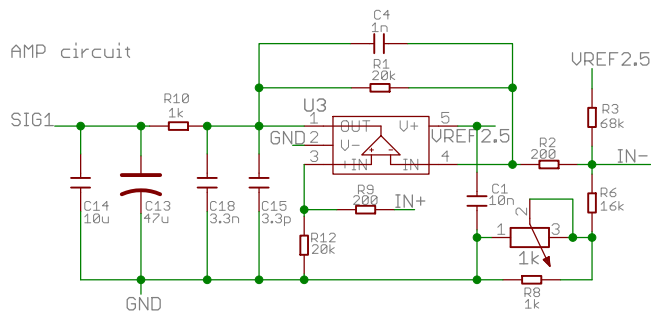 AMP circuit
C4
1n
R1
20k
VREF2.5
R10
1k
U3
SIG1
1
OUT
V+
5
VREF2.5
R3
68k
GND
2
V-
3
+IN
-IN
4
R2
200
IN-
C14
10u
C13
47u
C18
3.3n
C15
3.3p
R9
200
IN+
C1
10n
R6
16k
R12
20k
2
1
3
1k
R8
1k
GND